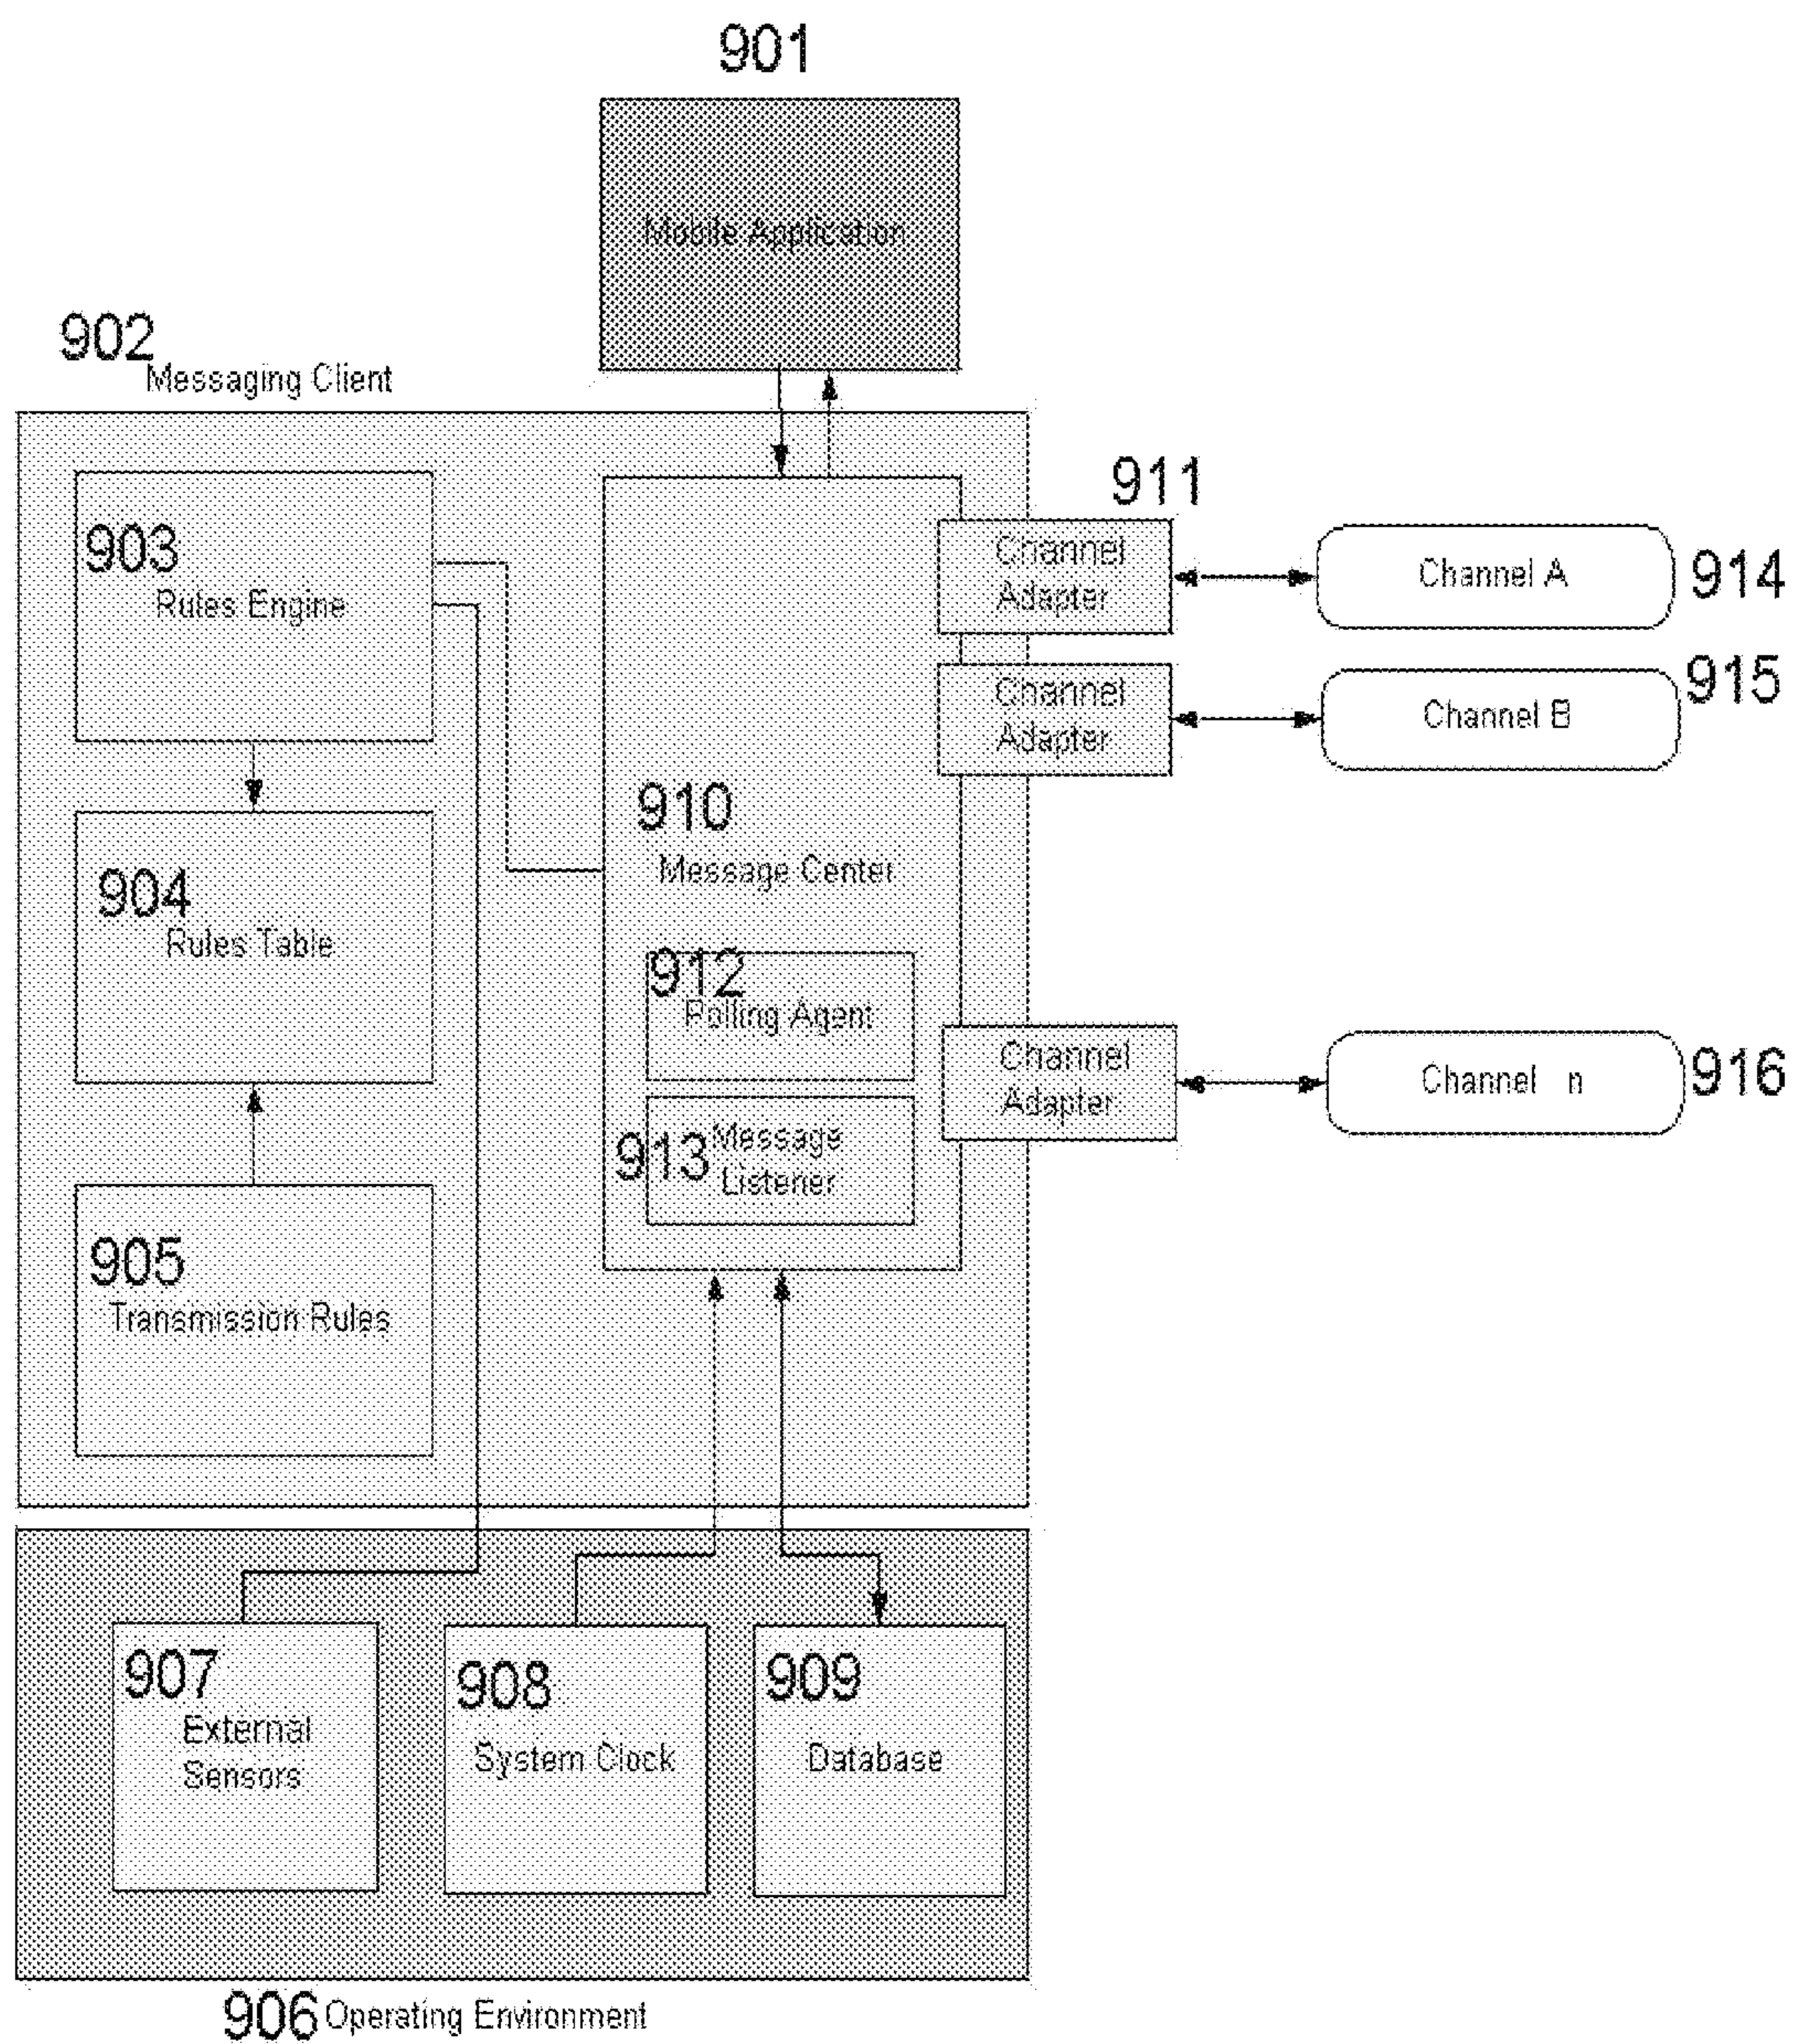 901
Mobile Application
902
Messaging Client
903
Rules Engine
904
Rules Table
905
Transmission Rules
910
Message Center
912
Polling Agent
913
Message
Listener
911
Channel
Adapter
Channel A
914
Channel
Adapter
Channel B
915
Channel
Adapter
Channel n
916
907
External
Sensors
908
System Clock
909
Database
906
Operating Environment